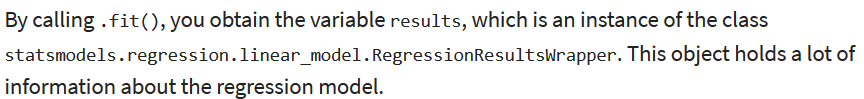 By calling .fit(), you obtain the variable results, which is an instance of the class
statsmodels.regression.linear_model.RegressionResultsWrapper. This object holds a lot of
information about the regression model.